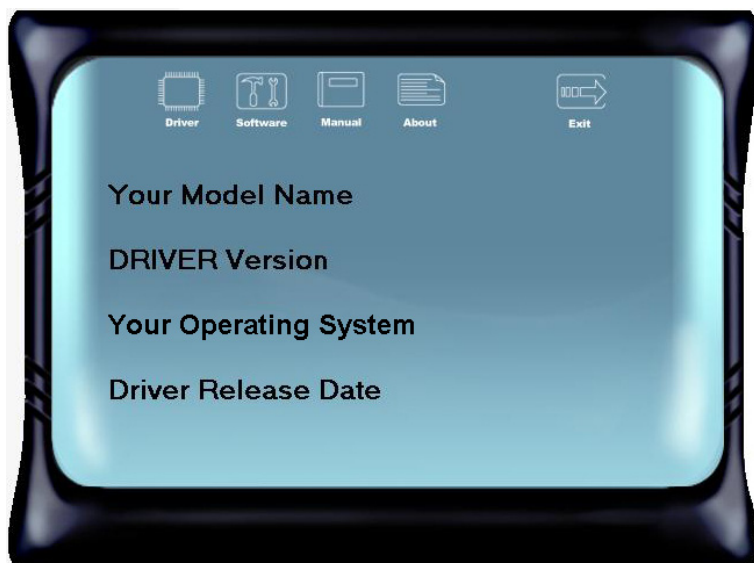 Driver Software Manual About Exit
Your Model Name
DRIVER Version
Your Operating System
Driver Release Date